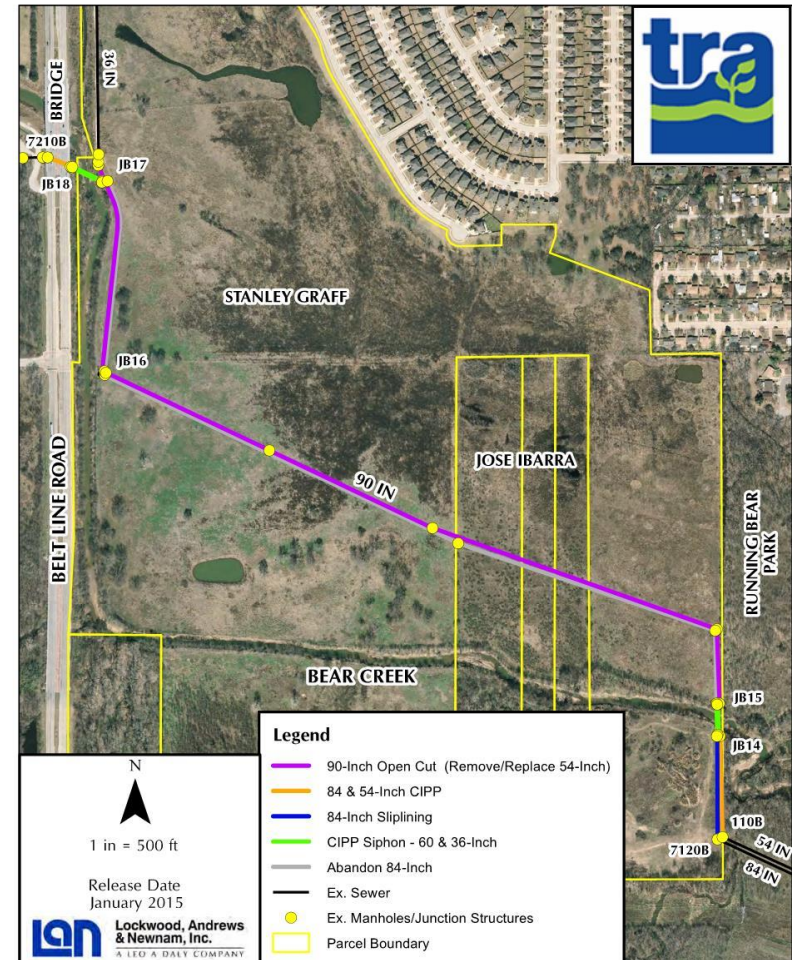 tra
36 IN
BRIDGE
7210B
JB17
JB18
STANLEY GRAFF
JB16
JOSE IBARRA
90 IN
BELT LINE ROAD
RUNNING BEAR
PARK
BEAR CREEK
JB15
JB14
110B
7120B
54 IN
84 IN
Legend
90-Inch Open Cut (Remove/Replace 54-Inch)
84 & 54-Inch CIPP
84-Inch Sliplining
CIPP Siphon - 60 & 36-Inch
Abandon 84-Inch
Ex. Sewer
Ex. Manholes/Junction Structures
Parcel Boundary
N
1 in = 500 ft
Release Date
January 2015
Lan
Lockwood, Andrews
& Newnam, Inc.
A LEO A DALY COMPANY